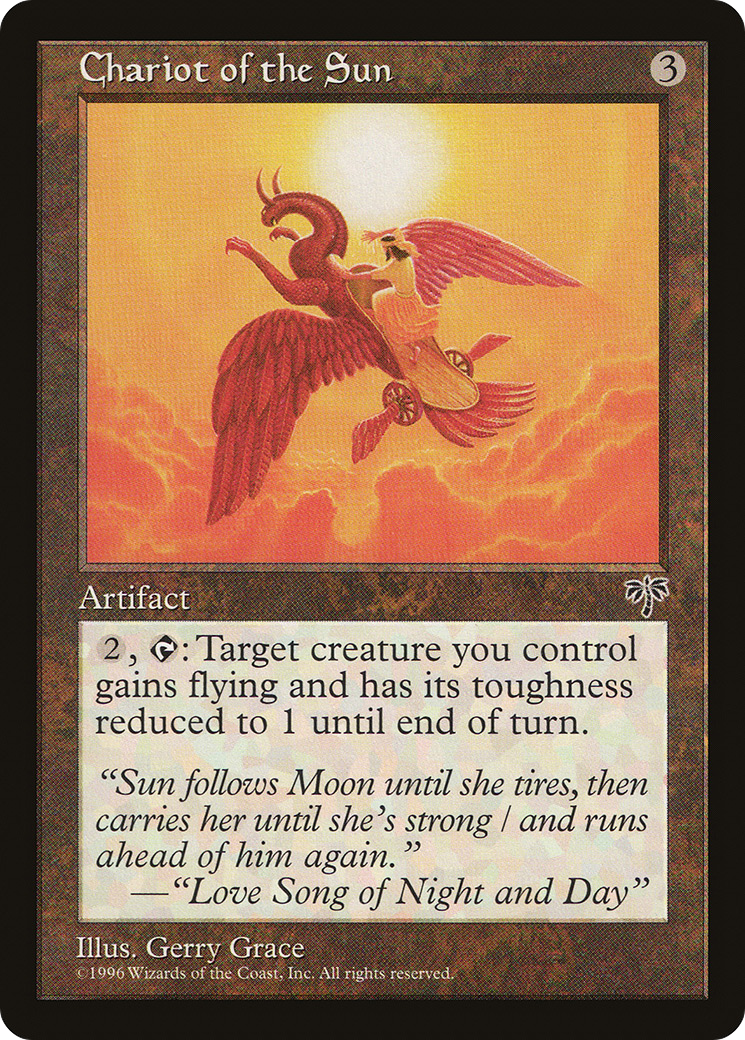 Chariot of the Sun 3
Artifact
2, : Target creature you control
gains flying and has its toughness
reduced to 1 until end of turn.
“Sun follows Moon until she tires, then
carries her until she’s strong / and runs
ahead of him again.”
—“Love Song of Night and Day”
Illus. Gerry Grace
©1996 Wizards of the Coast, Inc. All rights reserved.